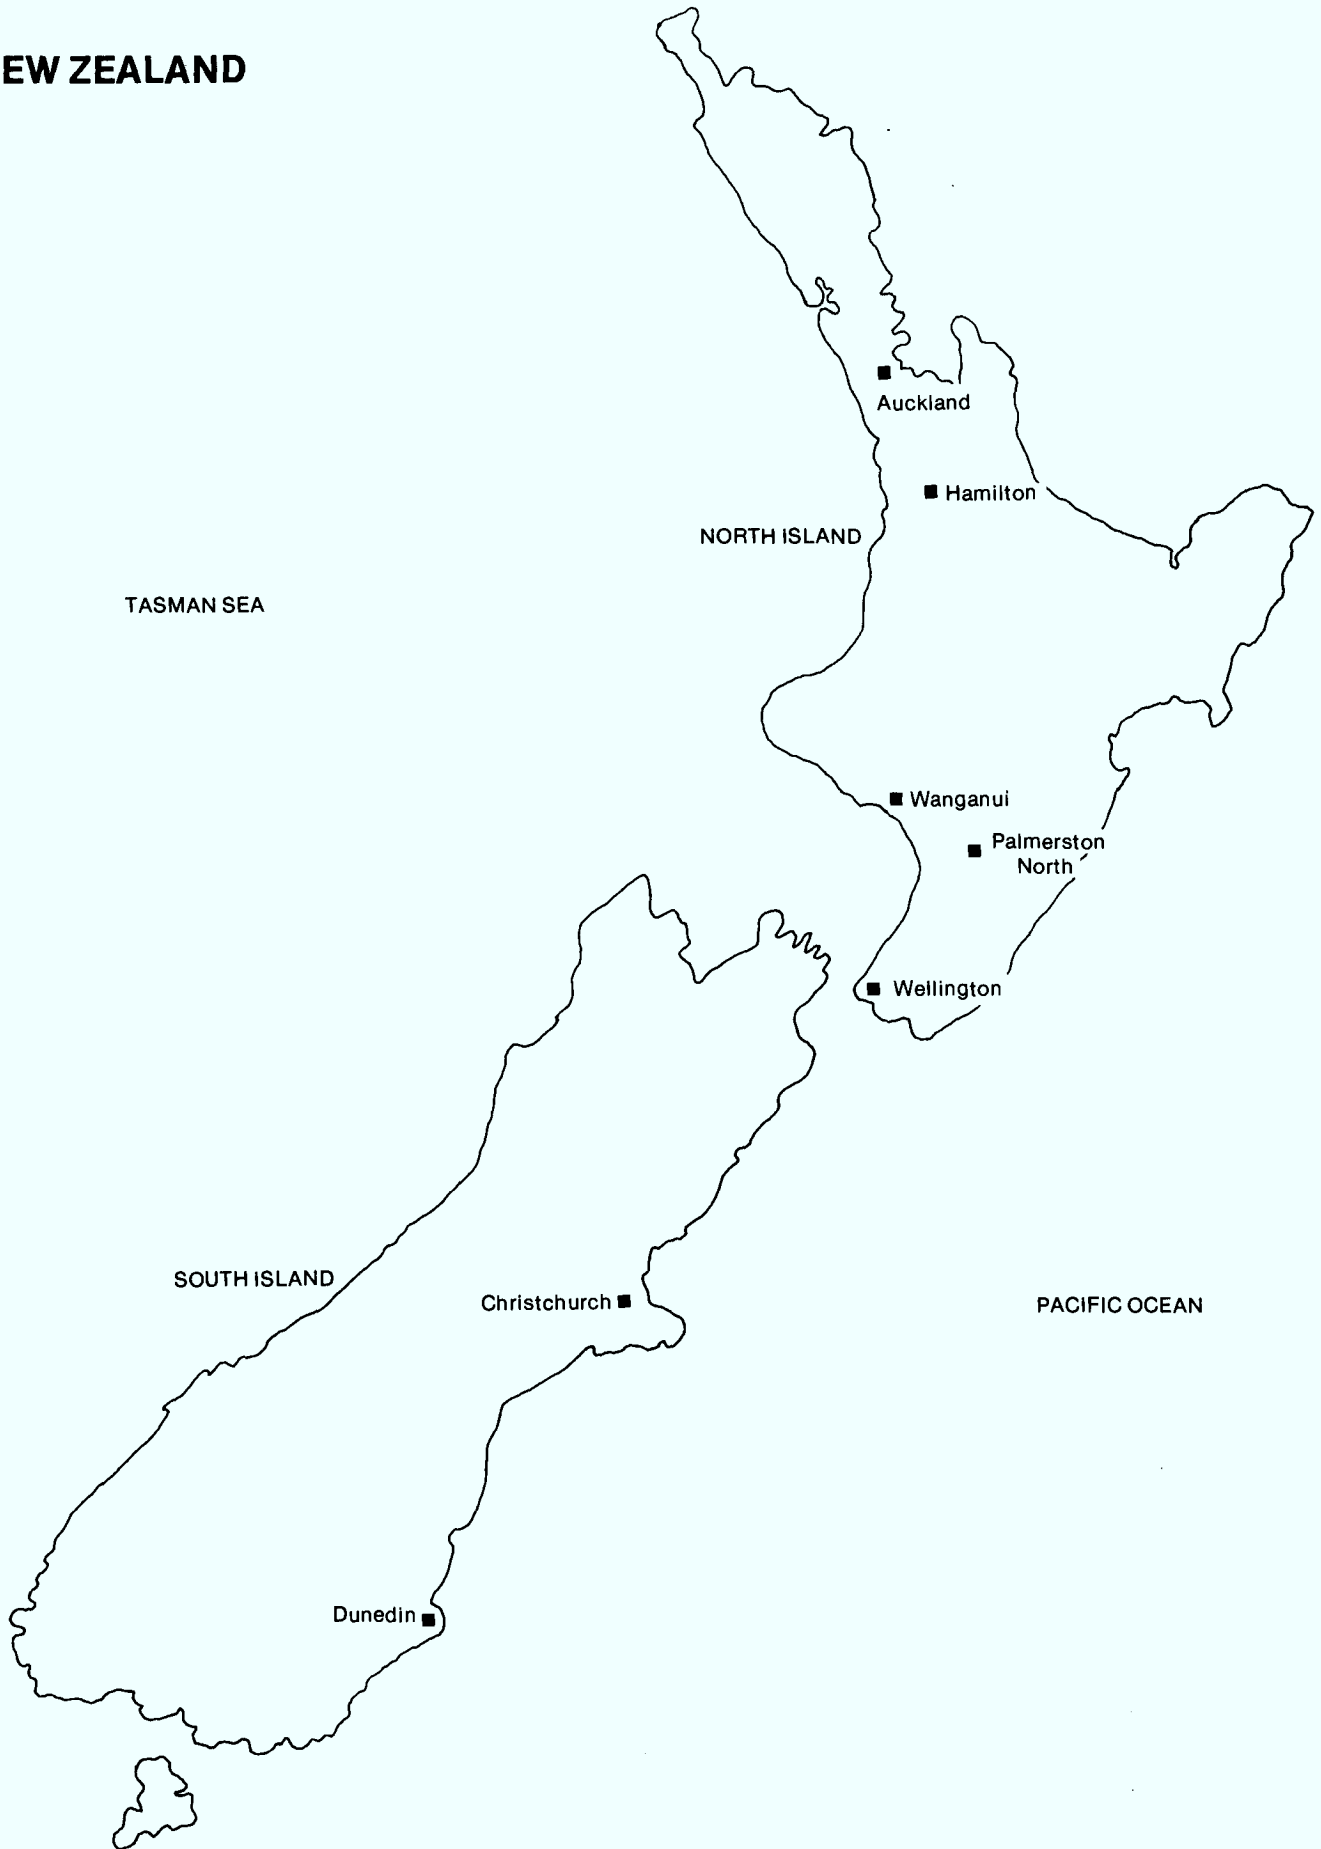 EW ZEALAND
Auckland
Hamilton
NORTH ISLAND
TASMAN SEA
Wanganui
Palmerston
North
Wellington
SOUTH ISLAND
Christchurch
PACIFIC OCEAN
Dunedin